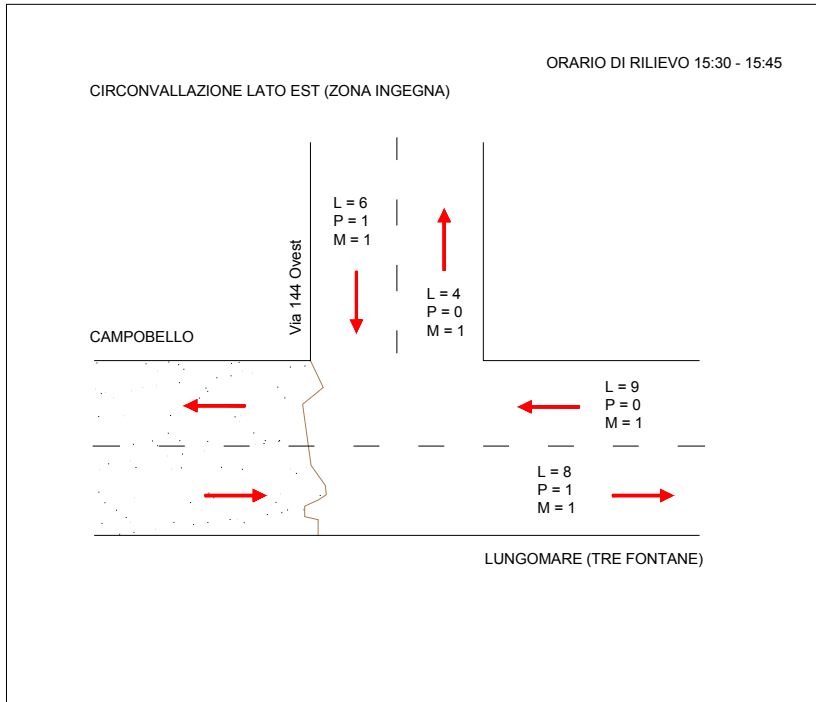 ORARIO DI RILIEVO 15:30 - 15:45
CIRCONVALLAZIONE LATO EST (ZONA INGEGNA)
L = 6
P = 1
M = 1
Via 144 Ovest
L = 4
P = 0
M = 1
CAMPOBELLO
L = 9
P = 0
M = 1
L = 8
P = 1
M = 1
LUNGOMARE (TRE FONTANE)